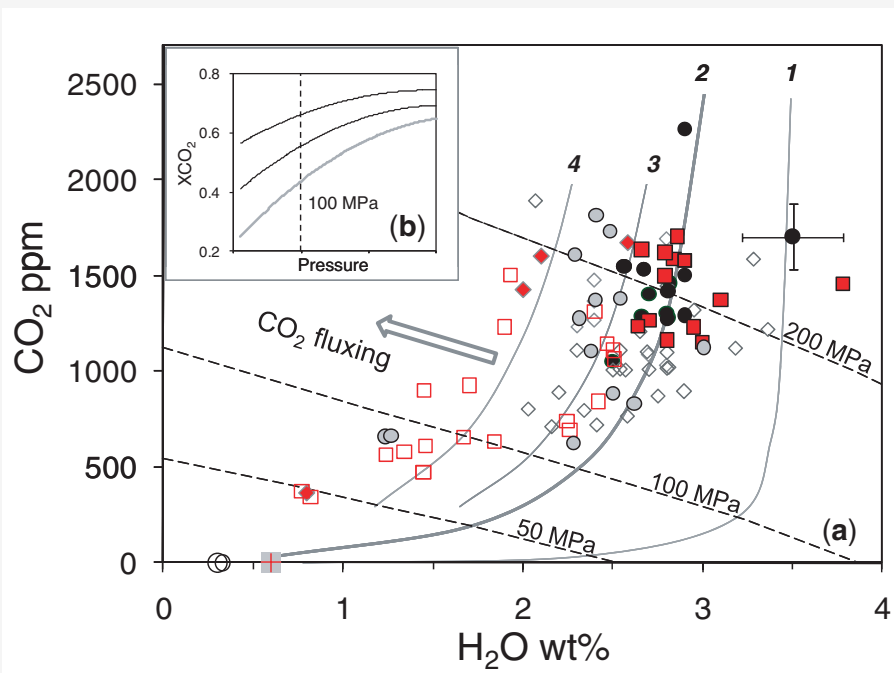 2500
2000
1500
1000
500
0
CO₂ ppm
0.8
0.6
0.4
0.2
XCO₂
100 MPa
(b)
Pressure
4
3
2
1
CO₂ fluxing
200 MPa
100 MPa
50 MPa
(a)
0 1 2 3 4
H₂O wt%